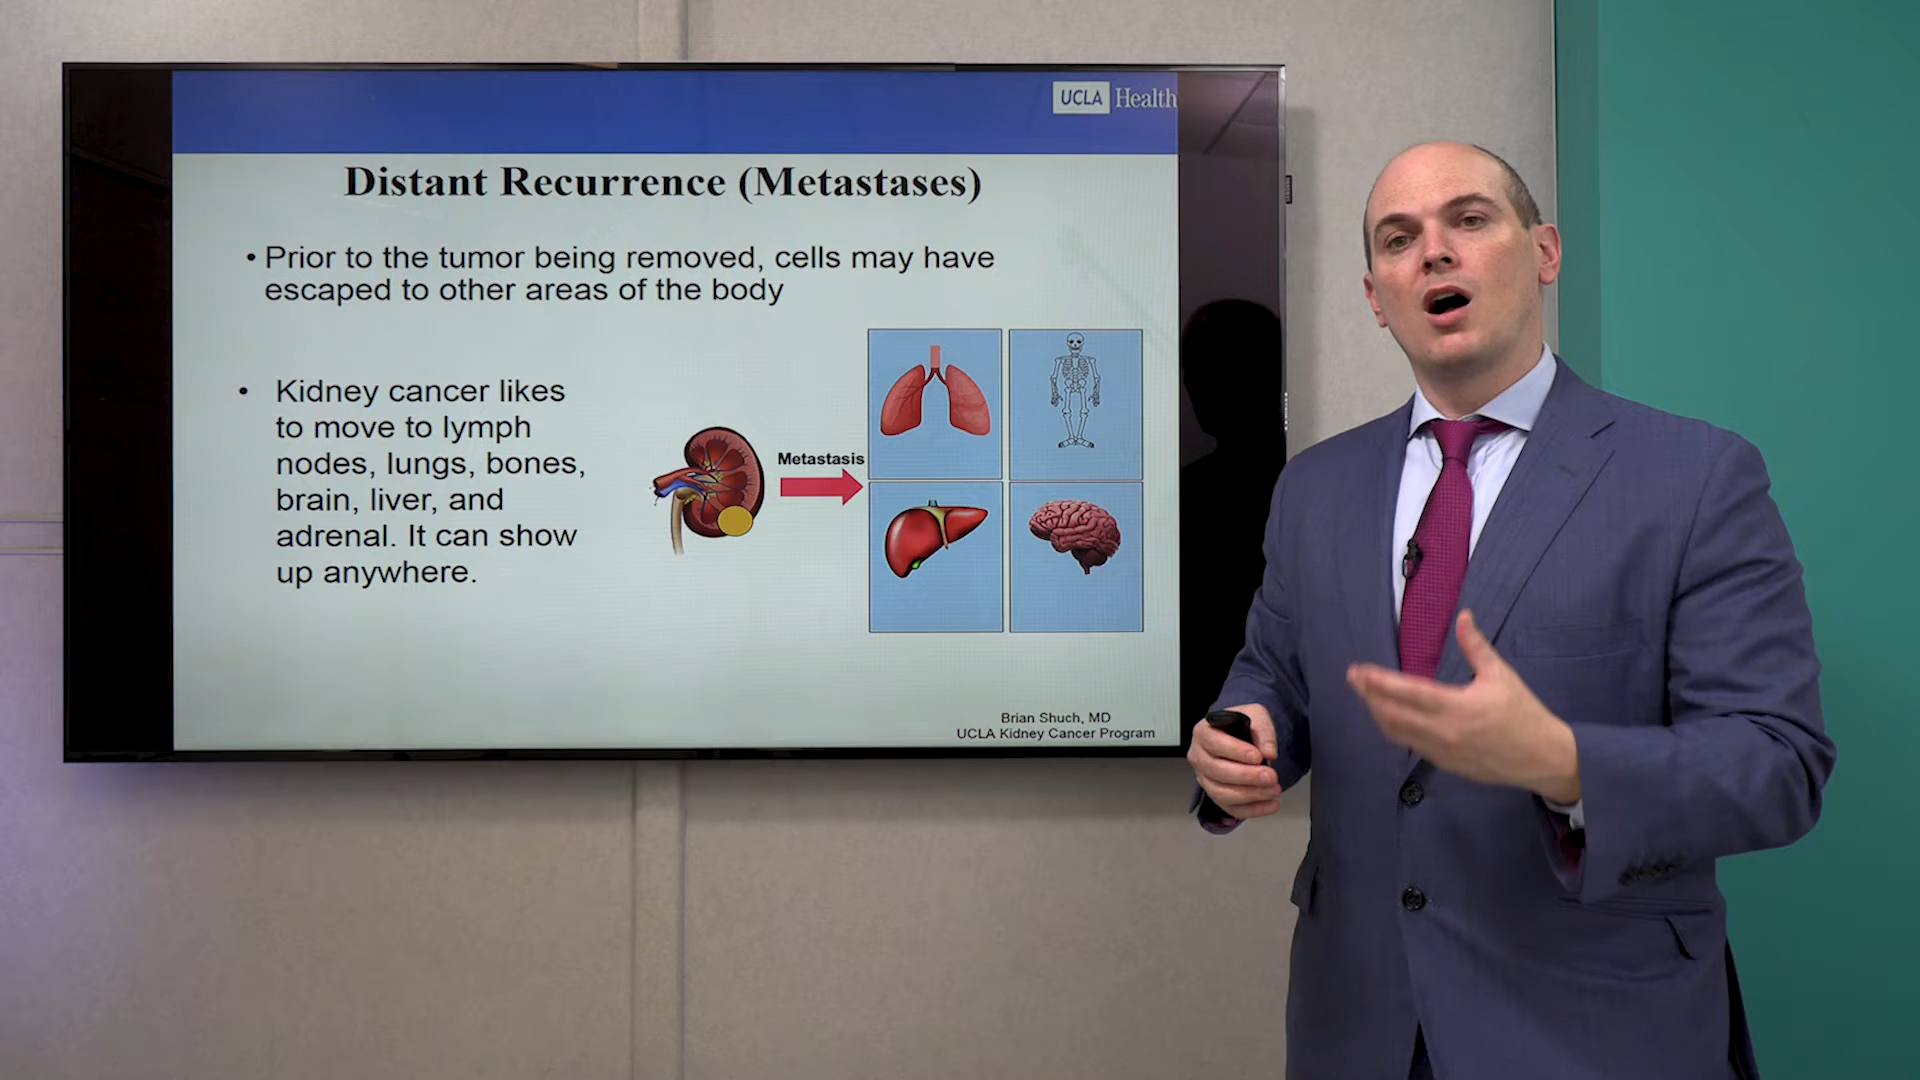 UCLA Health
Distant Recurrence (Metastases)
• Prior to the tumor being removed, cells may have
escaped to other areas of the body
• Kidney cancer likes
to move to lymph
nodes, lungs, bones,
brain, liver, and
adrenal. It can show
up anywhere.
Metastasis
Brian Shuch, MD
UCLA Kidney Cancer Program